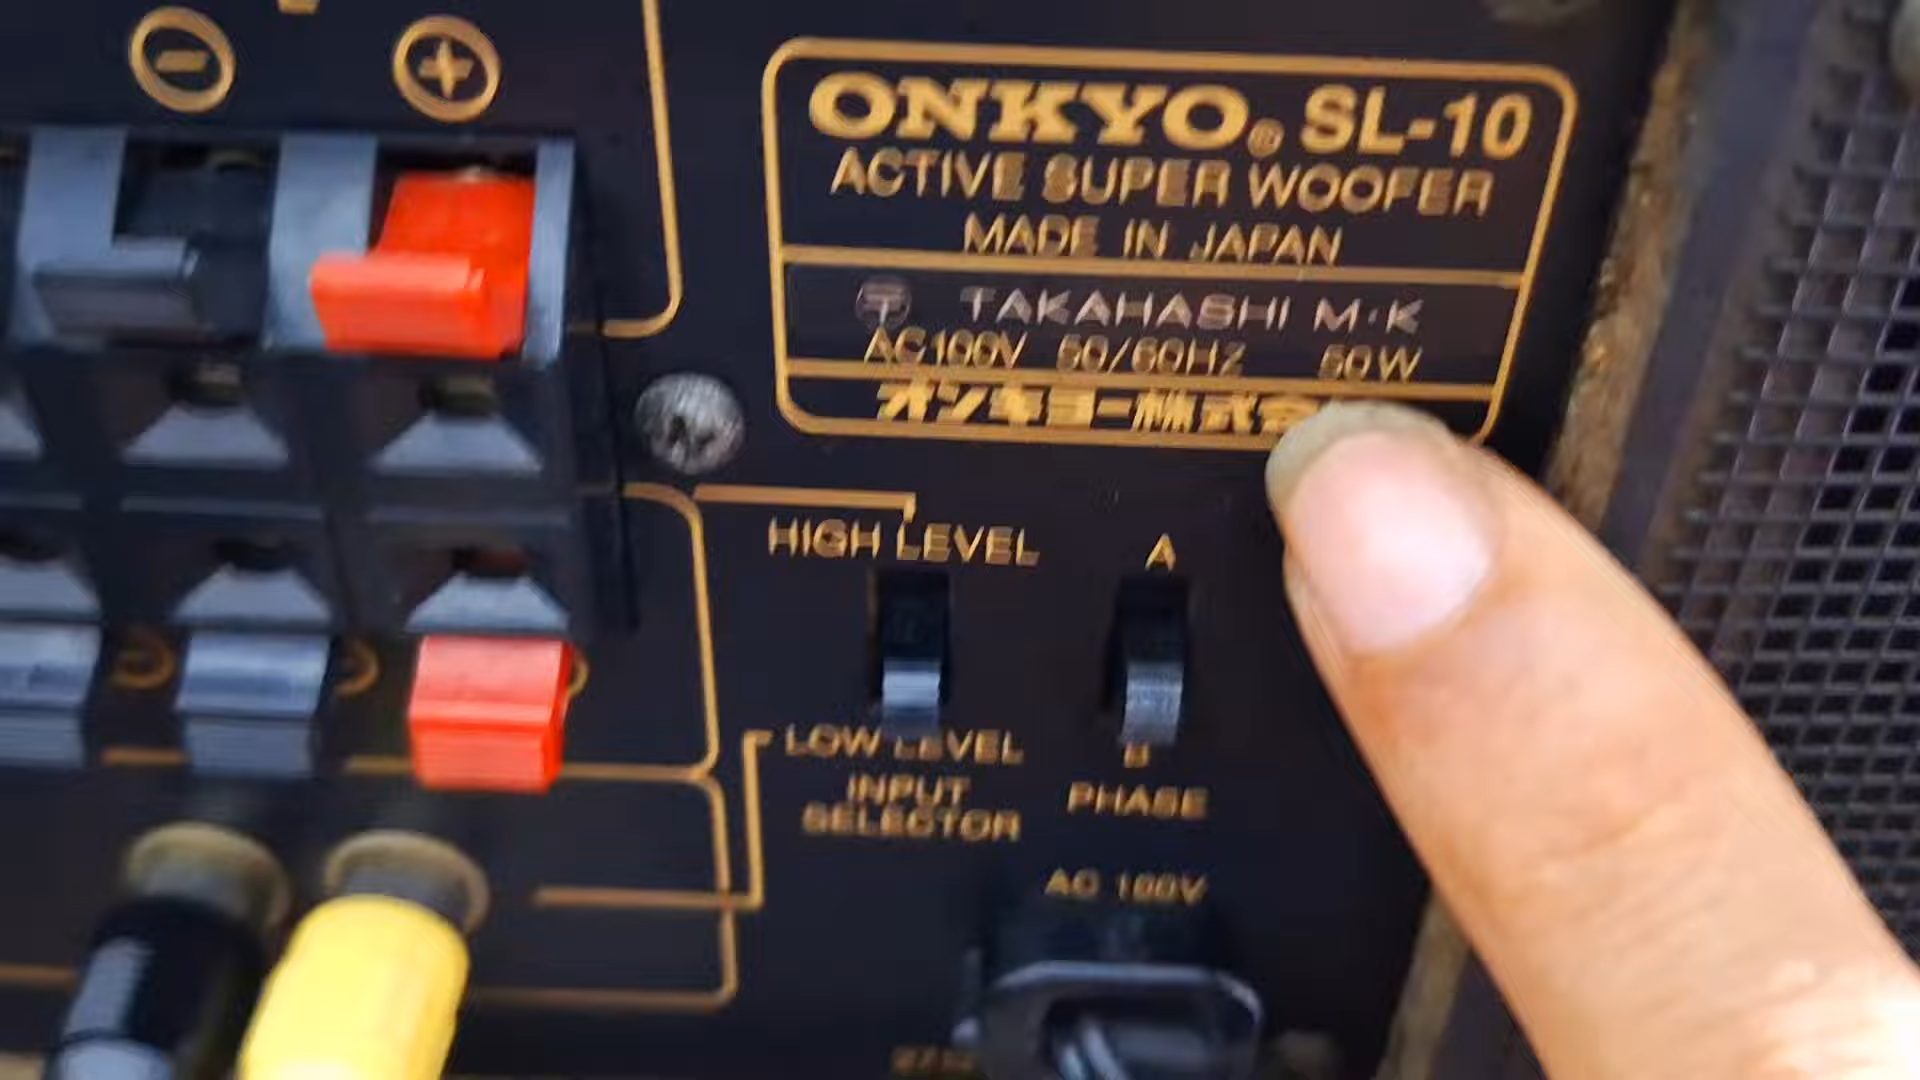 ONKYO® SL-10
ACTIVE SUPER WOOFER
MADE IN JAPAN
〒 TAKAHASHI M·K
AC100V 50/60HZ 50W
オンキヨー株式会
HIGH LEVEL
A
LOW LEVEL
B
INPUT
SELECTOR
PHASE
AC 100V